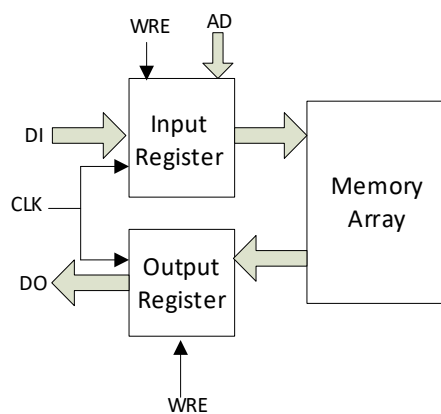 WRE
AD
DI
Input
Register
CLK
Memory
Array
DO
Output
Register
WRE